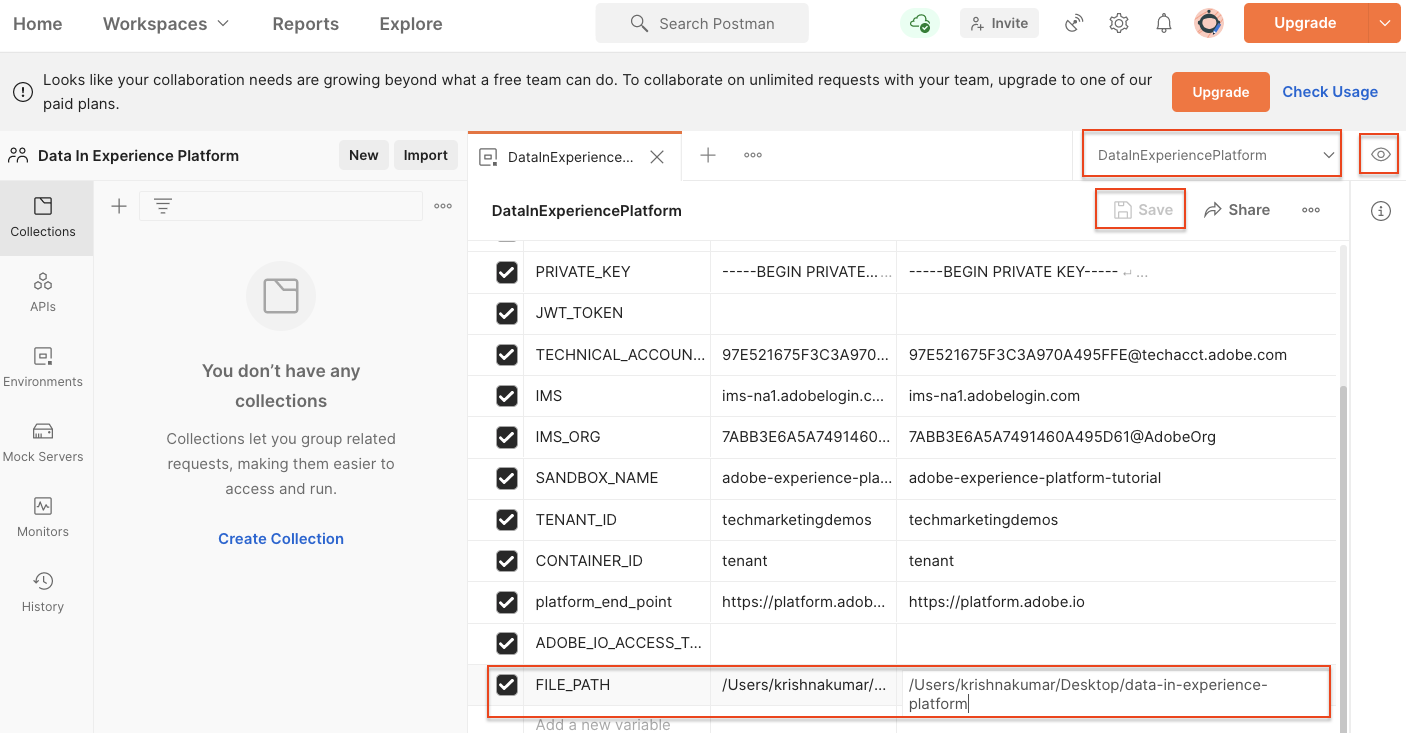 Home
Workspaces
Reports
Explore
Search Postman
Invite
Upgrade
Looks like your collaboration needs are growing beyond what a free team can do. To collaborate on unlimited requests with your team, upgrade to one of our
paid plans.
Upgrade
Check Usage
Data In Experience Platform
New
Import
DataInExperience...
DataInExperiencePlatform
Collections
APIs
Environments
Mock Servers
Monitors
History
You don’t have any
collections
Collections let you group related
requests, making them easier to
access and run.
Create Collection
DataInExperiencePlatform
Save
Share
PRIVATE_KEY -----BEGIN PRIVATE... ... -----BEGIN PRIVATE KEY----- ↵ ...
JWT_TOKEN
TECHNICAL_ACCOUN... 97E521675F3C3A970... 97E521675F3C3A970A495FFE@techacct.adobe.com
IMS ims-na1.adobelogin.c... ims-na1.adobelogin.com
IMS_ORG 7ABB3E6A5A7491460... 7ABB3E6A5A7491460A495D61@AdobeOrg
SANDBOX_NAME adobe-experience-pla... adobe-experience-platform-tutorial
TENANT_ID techmarketingdemos techmarketingdemos
CONTAINER_ID tenant tenant
platform_end_point https://platform.adob... https://platform.adobe.io
ADOBE_IO_ACCESS_T...
FILE_PATH /Users/krishnakumar/... /Users/krishnakumar/Desktop/data-in-experience-
platform
Add a new variable